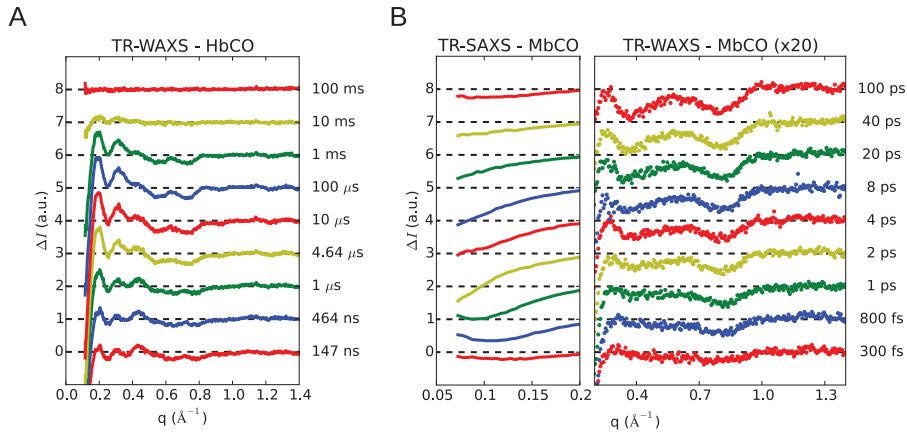 A
TR-WAXS - HbCO
ΔI (a.u.)
8
7
6
5
4
3
2
1
0
100 ms
10 ms
1 ms
100 μs
10 μs
4.64 μs
1 μs
464 ns
147 ns
0.0 0.2 0.4 0.6 0.8 1.0 1.2 1.4
q (Å⁻¹)
B
TR-SAXS - MbCO
TR-WAXS - MbCO (x20)
ΔI (a.u.)
8
7
6
5
4
3
2
1
0
100 ps
40 ps
20 ps
8 ps
4 ps
2 ps
1 ps
800 fs
300 fs
0.05 0.1 0.15 0.2
0.4 0.7 1.0 1.3
q (Å⁻¹)